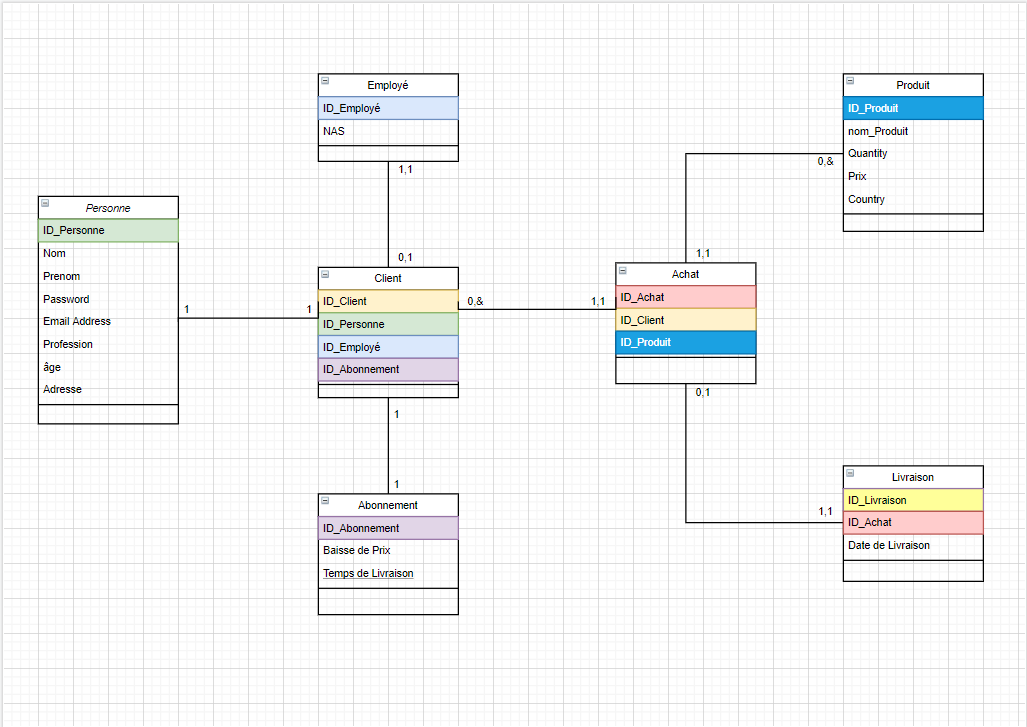 Employé
ID_Employé
NAS
1,1
Produit
ID_Produit
nom_Produit
Quantity
Prix
Country
0,&
Personne
ID_Personne
Nom
Prenom
Password
Email Address
Profession
âge
Adresse
1
1
0,1
Client
ID_Client
ID_Personne
ID_Employé
ID_Abonnement
0,&
1,1
1,1
Achat
ID_Achat
ID_Client
ID_Produit
0,1
1
1
Abonnement
ID_Abonnement
Baisse de Prix
Temps de Livraison
1,1
Livraison
ID_Livraison
ID_Achat
Date de Livraison